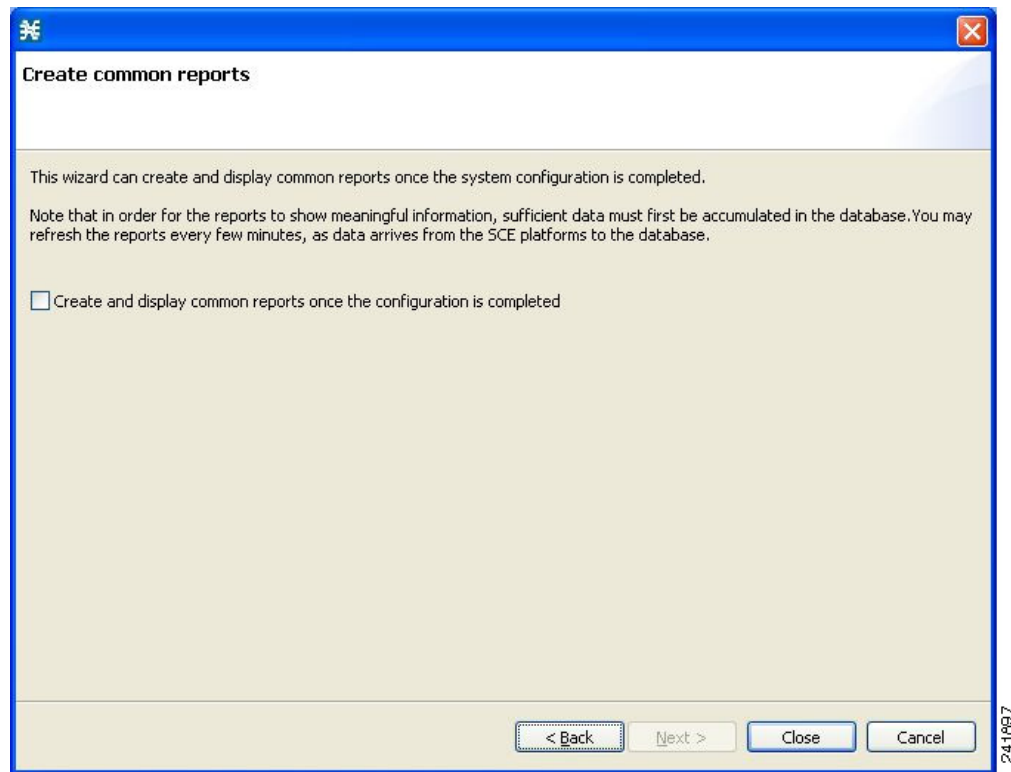 Create common reports
This wizard can create and display common reports once the system configuration is completed.
Note that in order for the reports to show meaningful information, sufficient data must first be accumulated in the database.You may
refresh the reports every few minutes, as data arrives from the SCE platforms to the database.
Create and display common reports once the configuration is completed
< Back Next > Close Cancel
241897